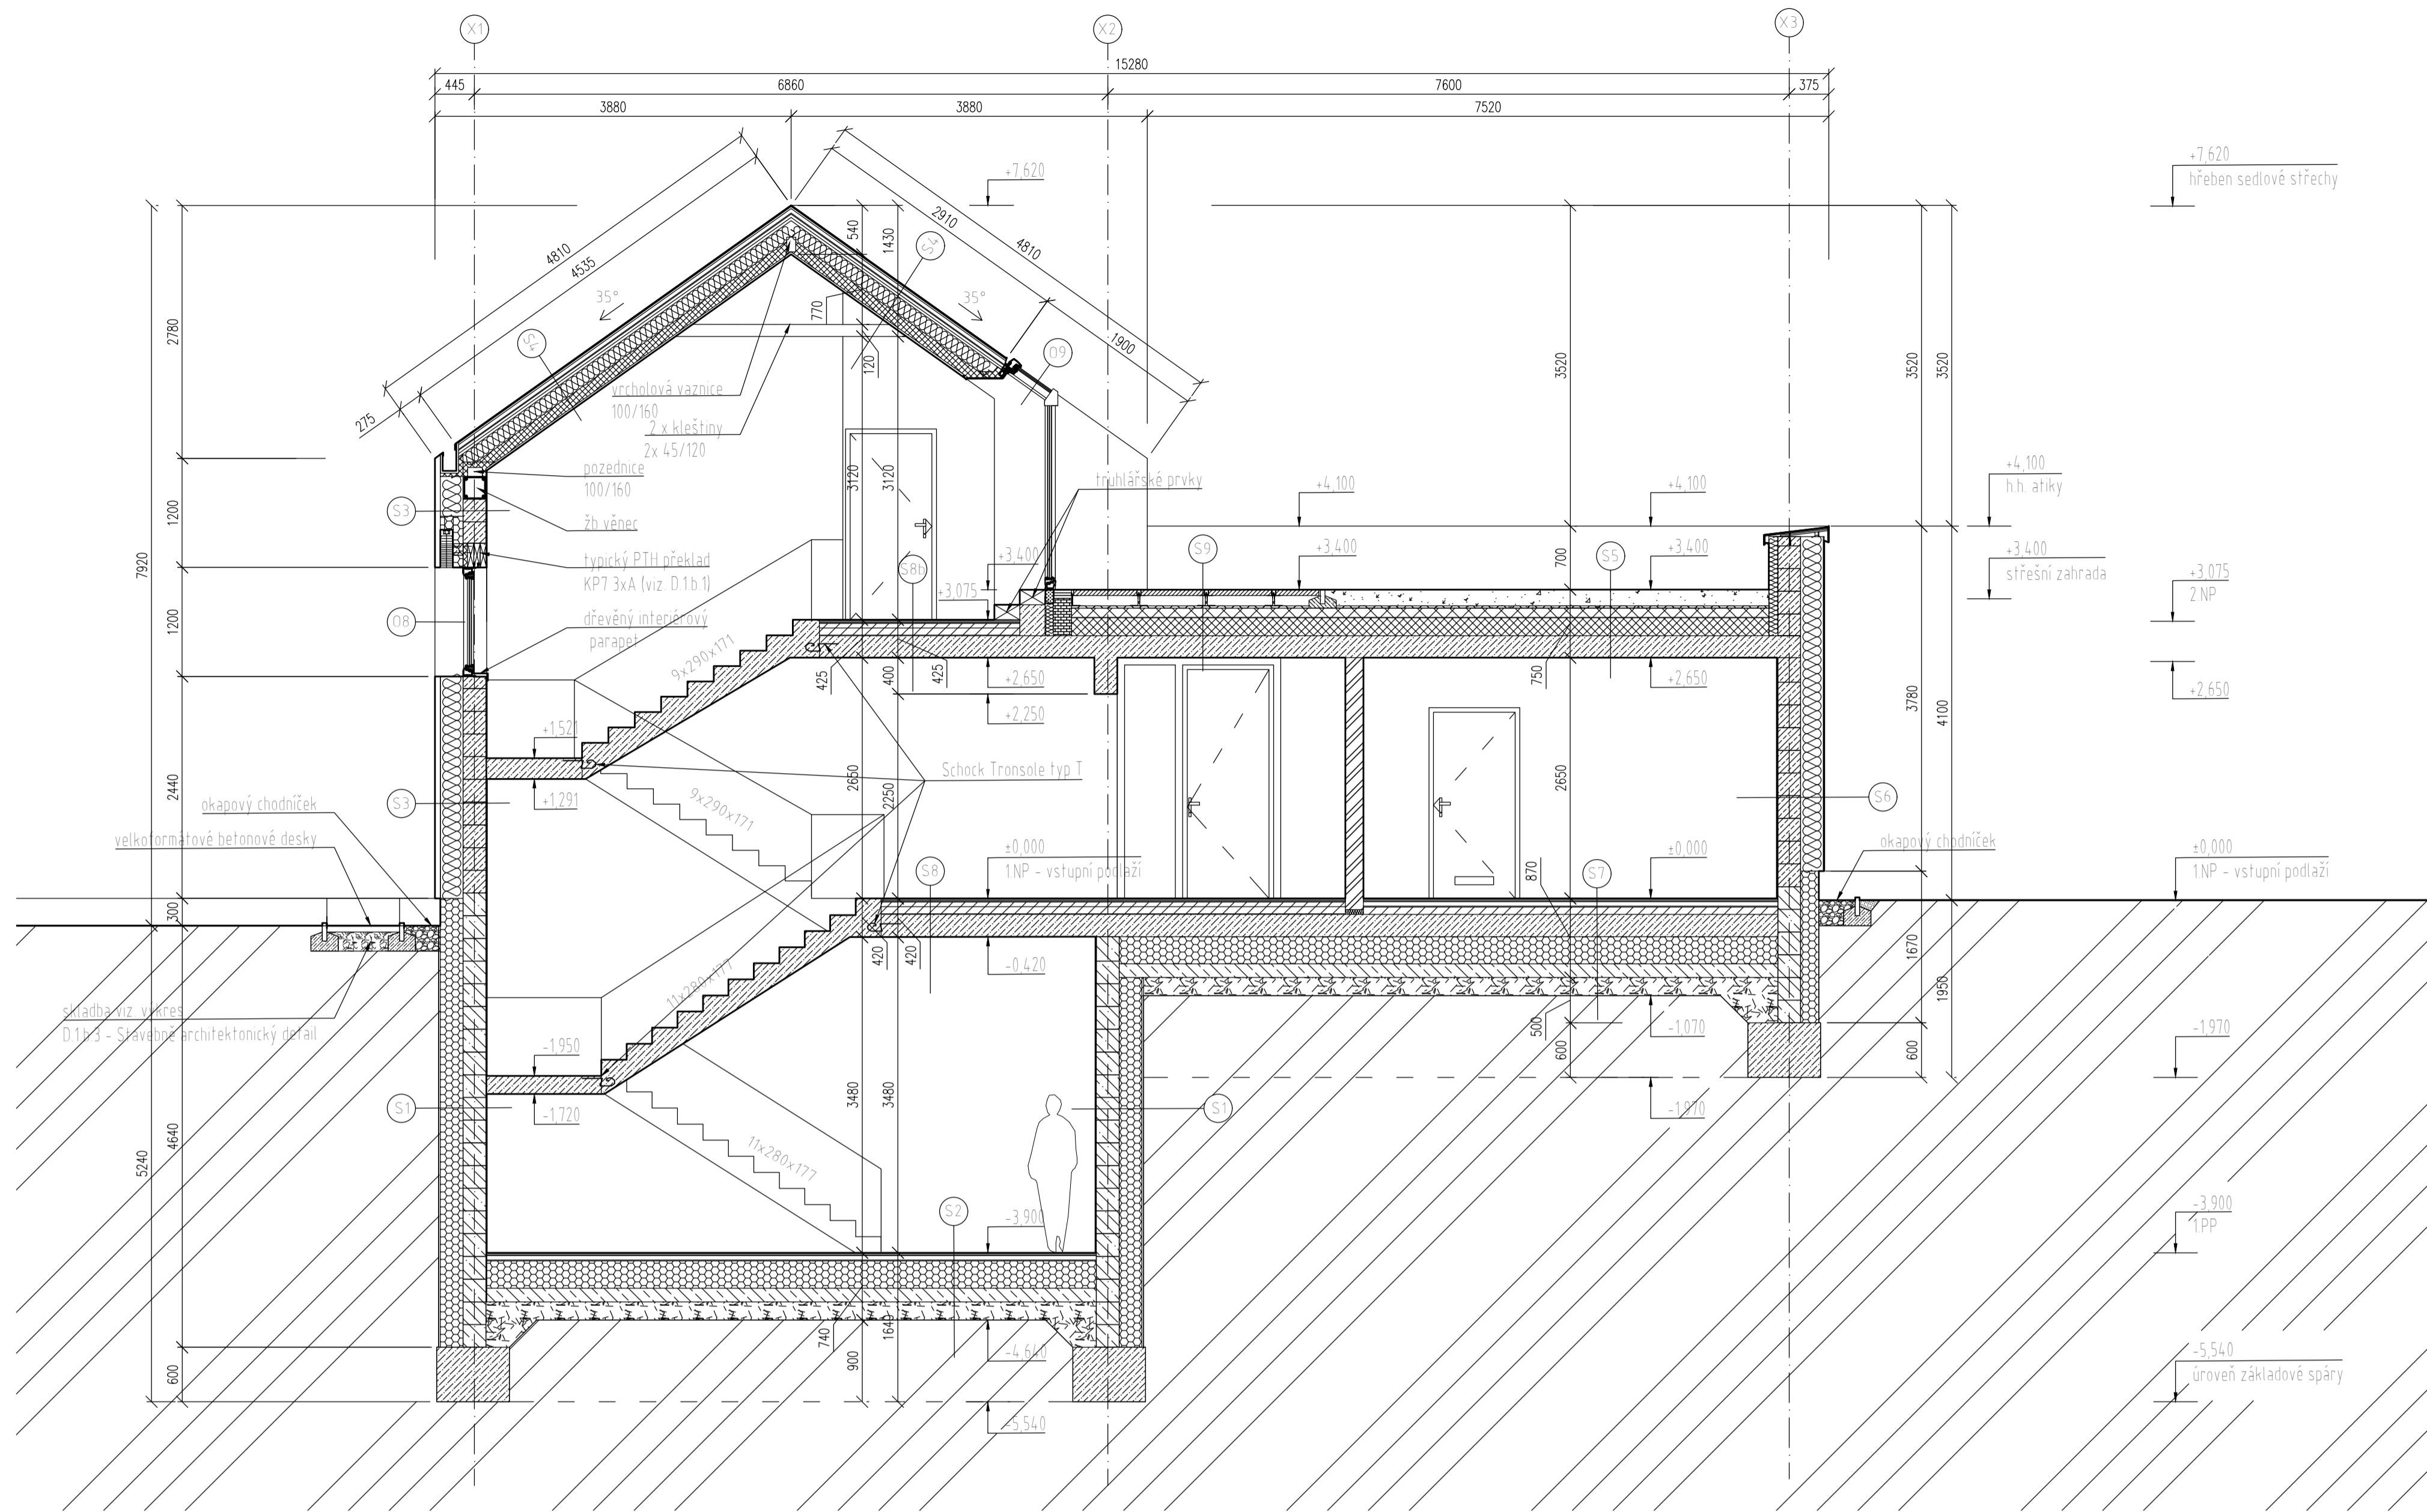 X1
X2
X3
15280
445
6860
7600
375
3880
3880
7520
+7,620
+7,620
hřeben sedlové střechy
2910
4810
4810
4535
540
1430
S4
35°
35°
770
2780
S4
120
1900
O9
3520
3520
3520
vrcholová vaznice
100/160
2 x kleštiny
2x 45/120
275
pozednice
100/160
3120
3120
truhlářské prvky
+4,100
+4,100
+4,100
h.h. atiky
1200
S3
žb věnec
typický PTH překlad
KP7 3xA (viz. D.1.b.1)
S8b
+3,400
S9
+3,400
S5
700
+3,400
+3,400
střešní zahrada
+3,075
2.NP
7920
+3,075
1200
O8
dřevěný interiérový
parapet
9x290x171
425
400
425
+2,650
750
+2,650
+2,650
+2,250
3780
4100
+1,521
2440
2650
2250
Schock Tronsole typ T
2650
okapový chodníček
S3
+1,291
9x290x171
S6
velkoformátové betonové desky
±0,000
1.NP - vstupní podlaží
±0,000
okapový chodníček
±0,000
1.NP - vstupní podlaží
S8
870
S7
300
420
420
-0,420
1670
1950
11x280x177
skladba viz. výkres
D.1.b.3 - Stavebně architektonický detail
500
-1,070
-1,970
600
600
-1,950
3480
3480
S1
-1,720
S1
-1,970
4640
5240
11x280x177
S2
-3,900
-3,900
1.PP
740
1640
-4,640
900
600
-5,540
úroveň základové spáry
-5,540